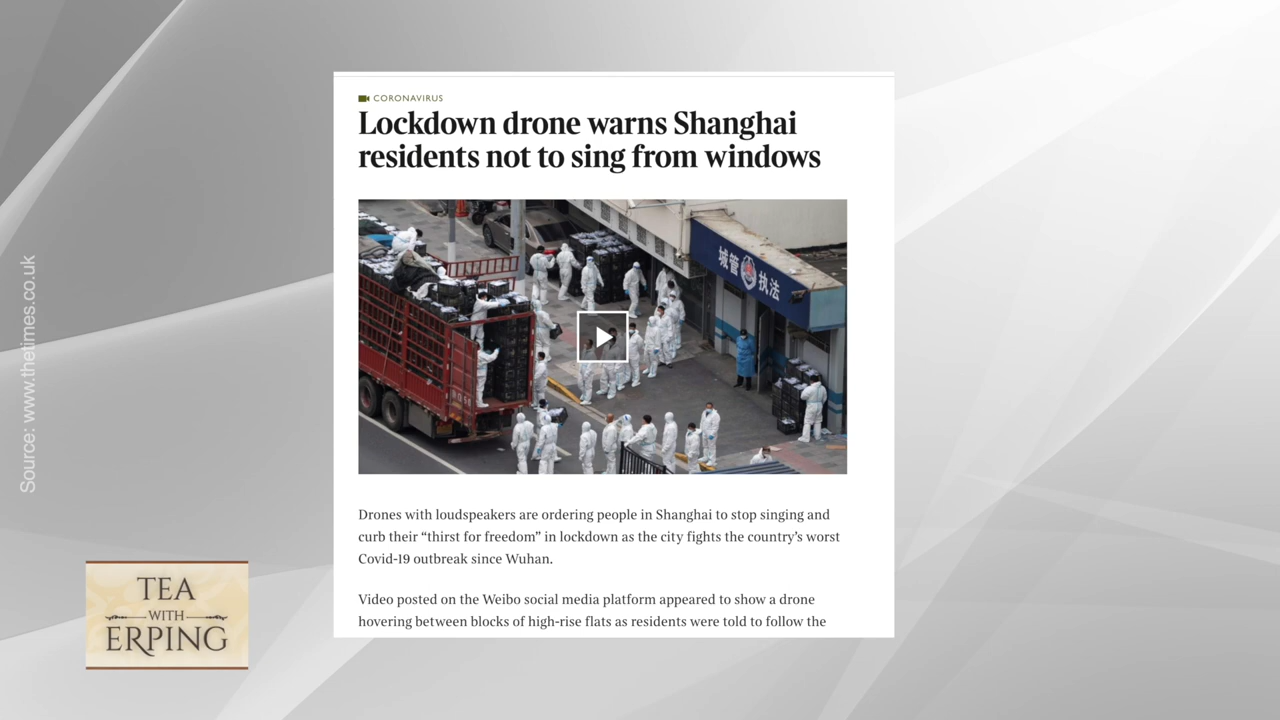 CORONAVIRUS
Lockdown drone warns Shanghai
residents not to sing from windows
城管 执法
Drones with loudspeakers are ordering people in Shanghai to stop singing and
curb their “thirst for freedom” in lockdown as the city fights the country’s worst
Covid-19 outbreak since Wuhan.
Video posted on the Weibo social media platform appeared to show a drone
hovering between blocks of high-rise flats as residents were told to follow the
Source: www.thetimes.co.uk
TEA
WITH
ERPING